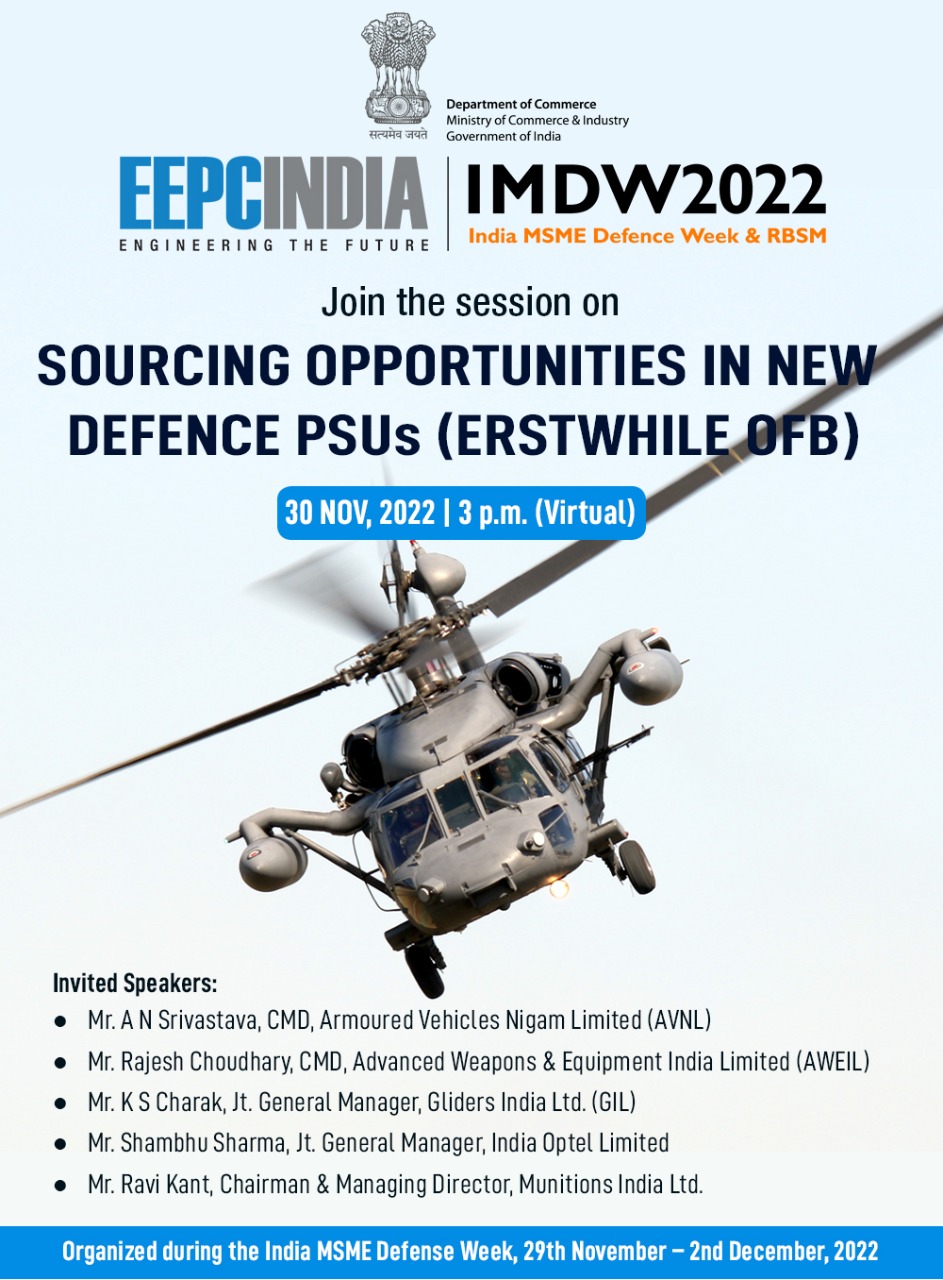 सत्यमेव जयते
Department of Commerce
Ministry of Commerce & Industry
Government of India
EEPCINDIA
ENGINEERING THE FUTURE
IMDW2022
India MSME Defence Week & RBSM
Join the session on
SOURCING OPPORTUNITIES IN NEW
DEFENCE PSUs (ERSTWHILE OFB)
30 NOV, 2022 | 3 p.m. (Virtual)
Invited Speakers:
● Mr. A N Srivastava, CMD, Armoured Vehicles Nigam Limited (AVNL)
● Mr. Rajesh Choudhary, CMD, Advanced Weapons & Equipment India Limited (AWEIL)
● Mr. K S Charak, Jt. General Manager, Gliders India Ltd. (GIL)
● Mr. Shambhu Sharma, Jt. General Manager, India Optel Limited
● Mr. Ravi Kant, Chairman & Managing Director, Munitions India Ltd.
Organized during the India MSME Defense Week, 29th November – 2nd December, 2022